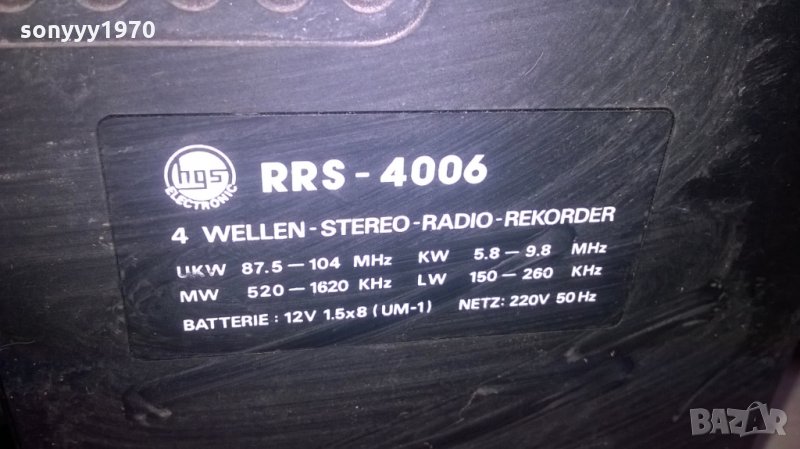 sonyyy1970
hgs
ELECTRONIC
RRS - 4006
4 WELLEN-STEREO-RADIO-REKORDER
UKW 87.5 — 104 MHz KW 5.8 — 9.8 MHz
MW 520 — 1620 KHz LW 150 — 260 KHz
BATTERIE : 12V 1.5x8 ( UM-1) NETZ: 220V 50Hz
BAZAR